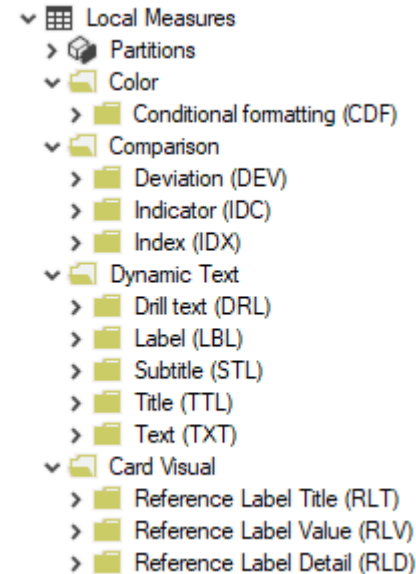 Local Measures
Partitions
Color
Conditional formatting (CDF)
Comparison
Deviation (DEV)
Indicator (IDC)
Index (IDX)
Dynamic Text
Drill text (DRL)
Label (LBL)
Subtitle (STL)
Title (TTL)
Text (TXT)
Card Visual
Reference Label Title (RLT)
Reference Label Value (RLV)
Reference Label Detail (RLD)